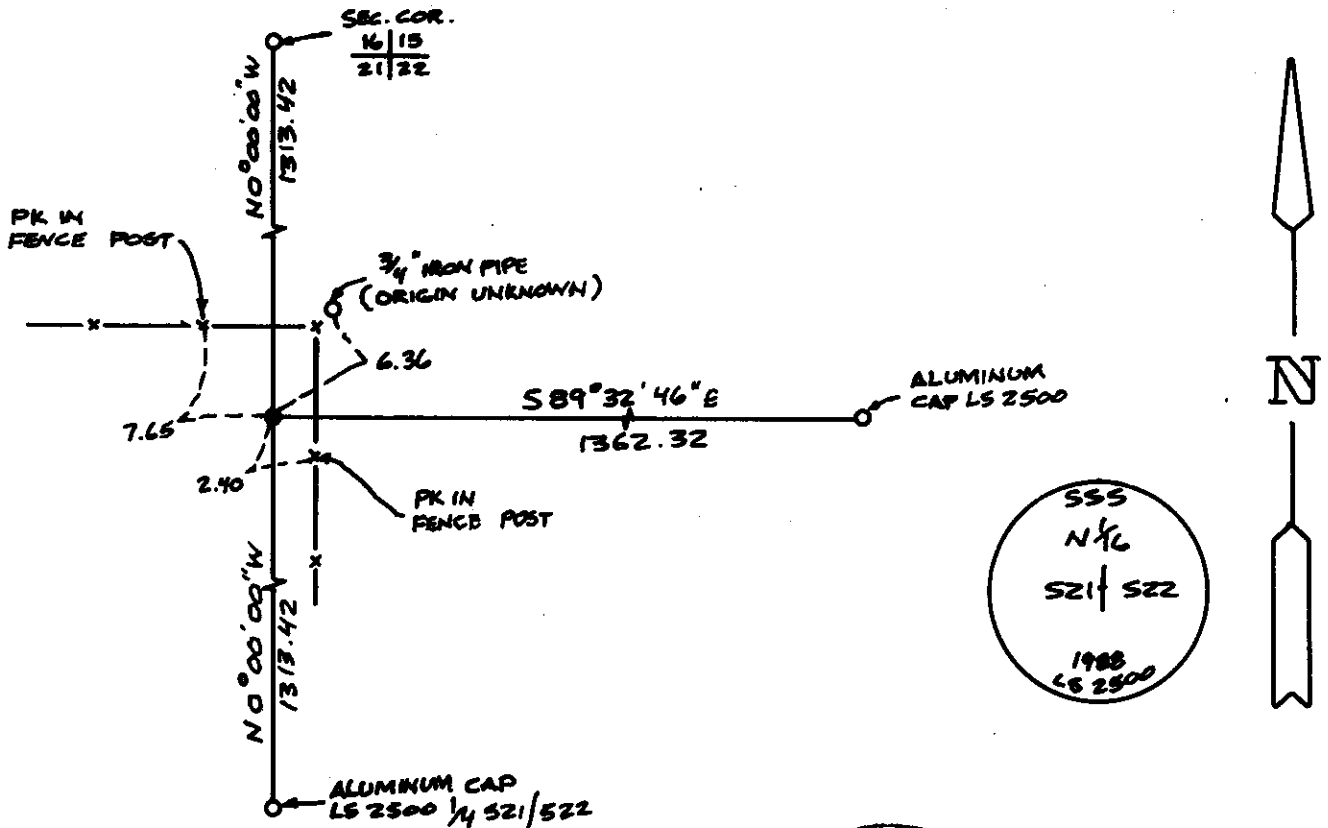 SEC. COR.
16 | 15
21 | 22
N0°00'00"W
1313.42
PK IN
FENCE POST
3/4" IRON PIPE
(ORIGIN UNKNOWN)
6.36
S89°32'46"E
1362.32
ALUMINUM
CAP LS 2500
7.65
2.40
PK IN
FENCE POST
N
SSS
N 1/16
S21 | S22
1988
LS 2500
N0°00'00"W
1313.42
ALUMINUM CAP
LS 2500 1/4 S21/S22